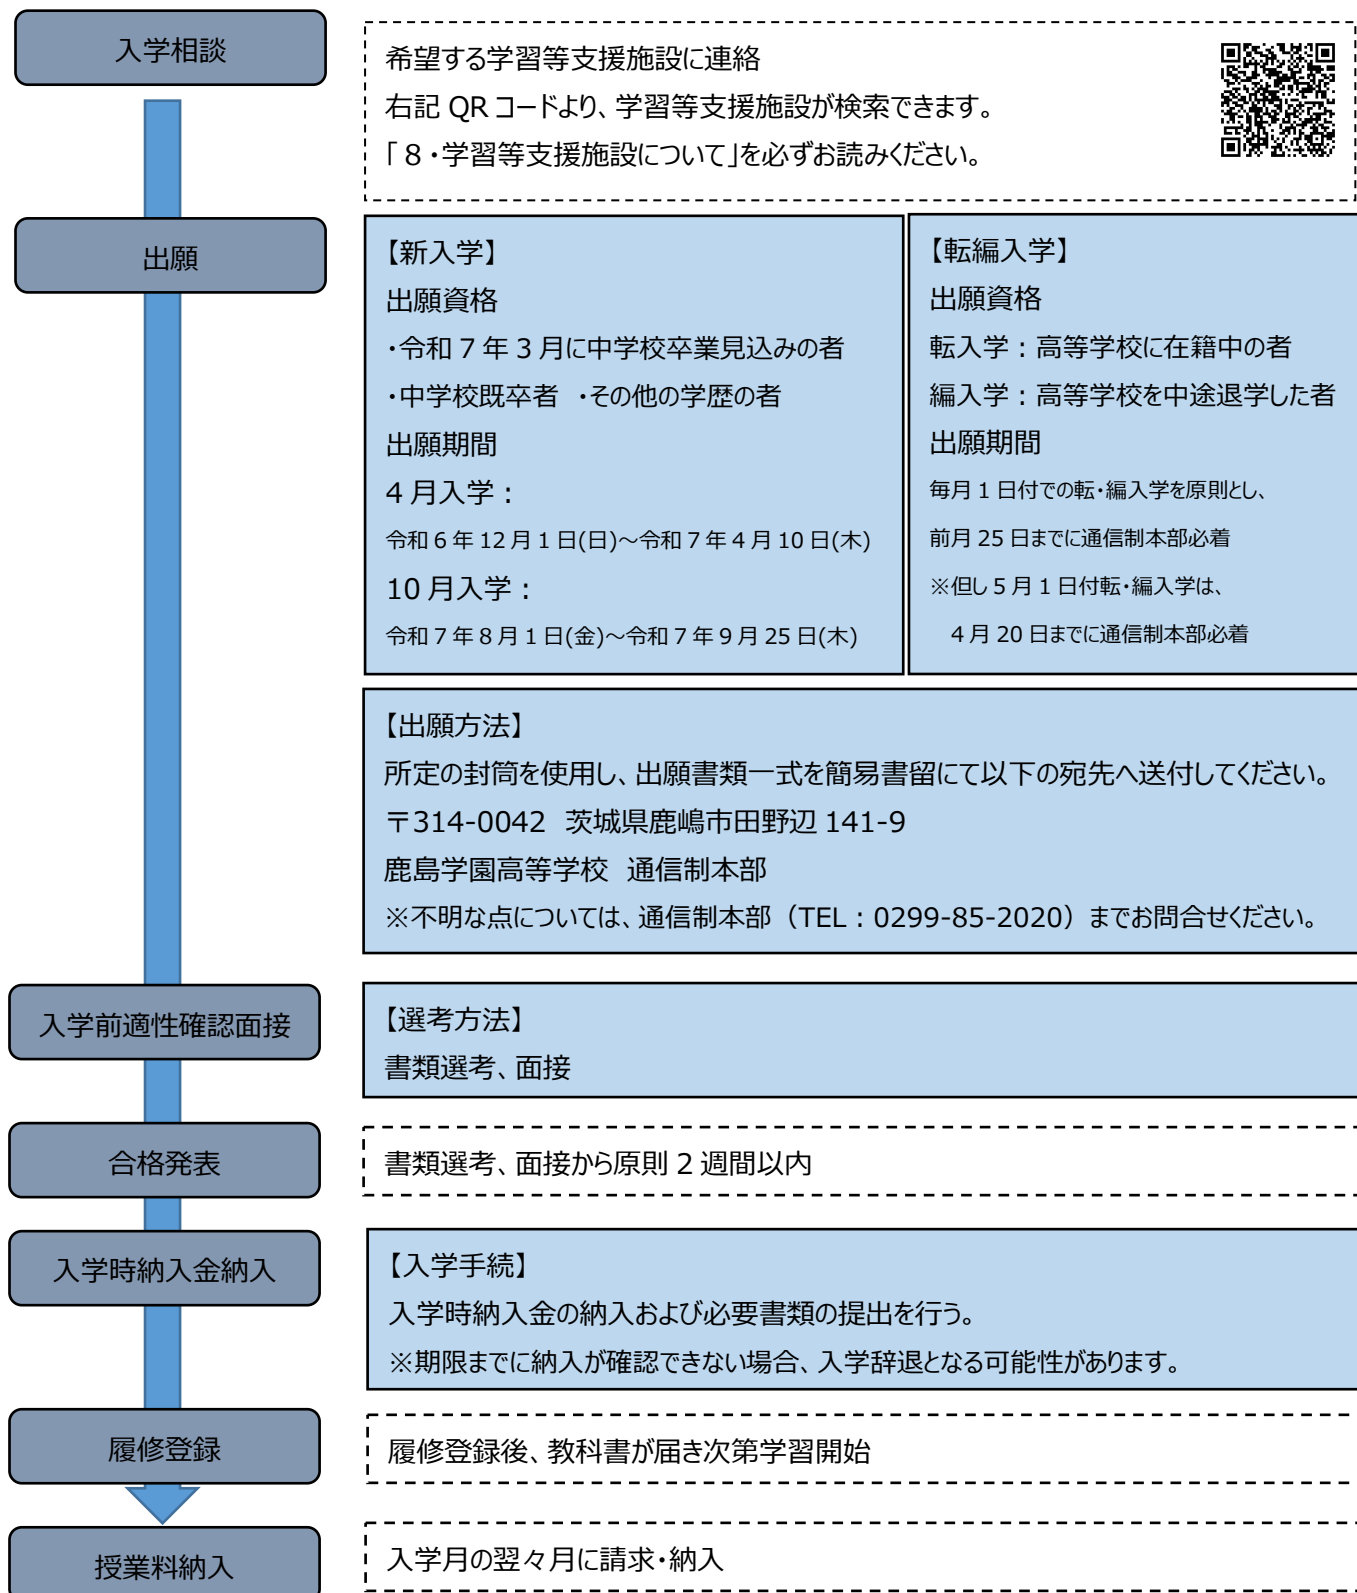 入学相談
希望する学習等支援施設に連絡
右記 QR コードより、学習等支援施設が検索できます。
「８・学習等支援施設について」を必ずお読みください。
出願
【新入学】
出願資格
・令和７年３月に中学校卒業見込みの者
・中学校既卒者　・その他の学歴の者
出願期間
４月入学：
令和６年 12 月１日(日)～令和７年４月 10 日(木)
10 月入学：
令和７年８月１日(金)～令和７年９月 25 日(木)
【転編入学】
出願資格
転入学：高等学校に在籍中の者
編入学：高等学校を中途退学した者
出願期間
毎月１日付での転・編入学を原則とし、
前月 25 日までに通信制本部必着
※但し５月１日付転・編入学は、
４月 20 日までに通信制本部必着
【出願方法】
所定の封筒を使用し、出願書類一式を簡易書留にて以下の宛先へ送付してください。
〒314-0042　茨城県鹿嶋市田野辺 141-9
鹿島学園高等学校　通信制本部
※不明な点については、通信制本部（TEL：0299-85-2020）までお問合せください。
入学前適性確認面接
【選考方法】
書類選考、面接
合格発表
書類選考、面接から原則２週間以内
入学時納入金納入
【入学手続】
入学時納入金の納入および必要書類の提出を行う。
※期限までに納入が確認できない場合、入学辞退となる可能性があります。
履修登録
履修登録後、教科書が届き次第学習開始
授業料納入
入学月の翌々月に請求・納入